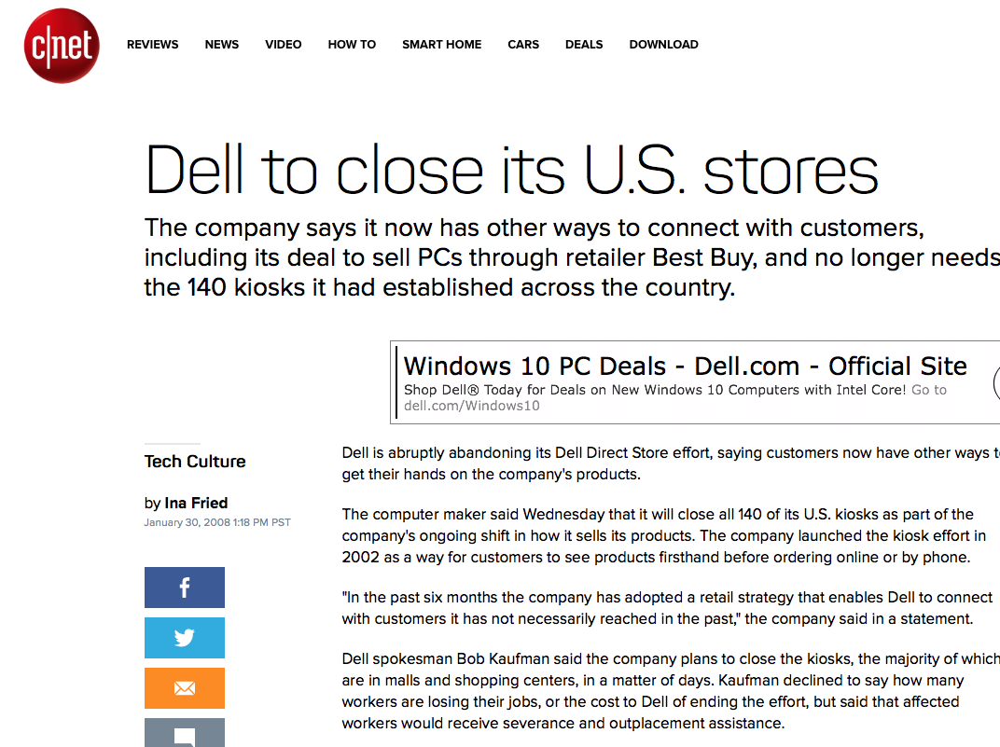 c|net
REVIEWS NEWS VIDEO HOW TO SMART HOME CARS DEALS DOWNLOAD
Dell to close its U.S. stores
The company says it now has other ways to connect with customers,
including its deal to sell PCs through retailer Best Buy, and no longer needs
the 140 kiosks it had established across the country.
Windows 10 PC Deals - Dell.com - Official Site
Shop Dell® Today for Deals on New Windows 10 Computers with Intel Core! Go to
dell.com/Windows10
Tech Culture
by Ina Fried
January 30, 2008 1:18 PM PST
Dell is abruptly abandoning its Dell Direct Store effort, saying customers now have other ways t
get their hands on the company's products.
The computer maker said Wednesday that it will close all 140 of its U.S. kiosks as part of the
company's ongoing shift in how it sells its products. The company launched the kiosk effort in
2002 as a way for customers to see products firsthand before ordering online or by phone.
"In the past six months the company has adopted a retail strategy that enables Dell to connect
with customers it has not necessarily reached in the past," the company said in a statement.
Dell spokesman Bob Kaufman said the company plans to close the kiosks, the majority of which
are in malls and shopping centers, in a matter of days. Kaufman declined to say how many
workers are losing their jobs, or the cost to Dell of ending the effort, but said that affected
workers would receive severance and outplacement assistance.